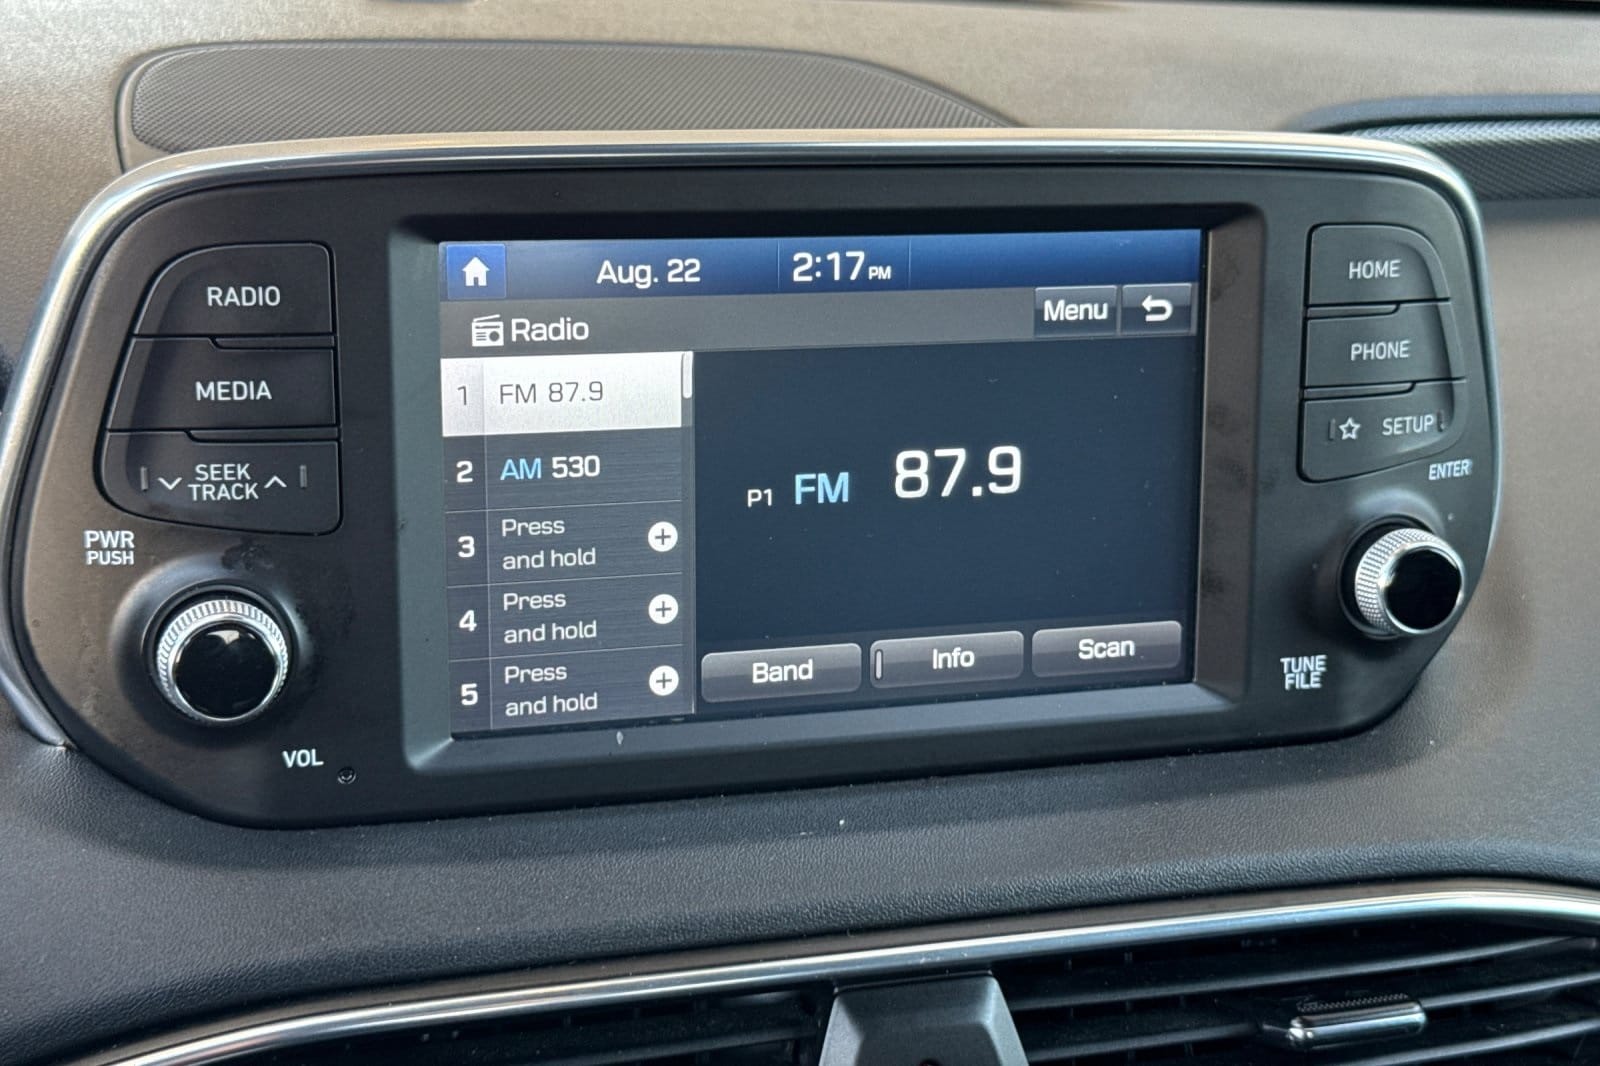 Aug. 22
2:17 PM
Radio
Menu
1 FM 87.9
2 AM 530
3 Press
and hold
4 Press
and hold
5 Press
and hold
P1 FM 87.9
Band
Info
Scan
RADIO
MEDIA
SEEK
TRACK
PWR
PUSH
VOL
HOME
PHONE
SETUP
ENTER
TUNE
FILE